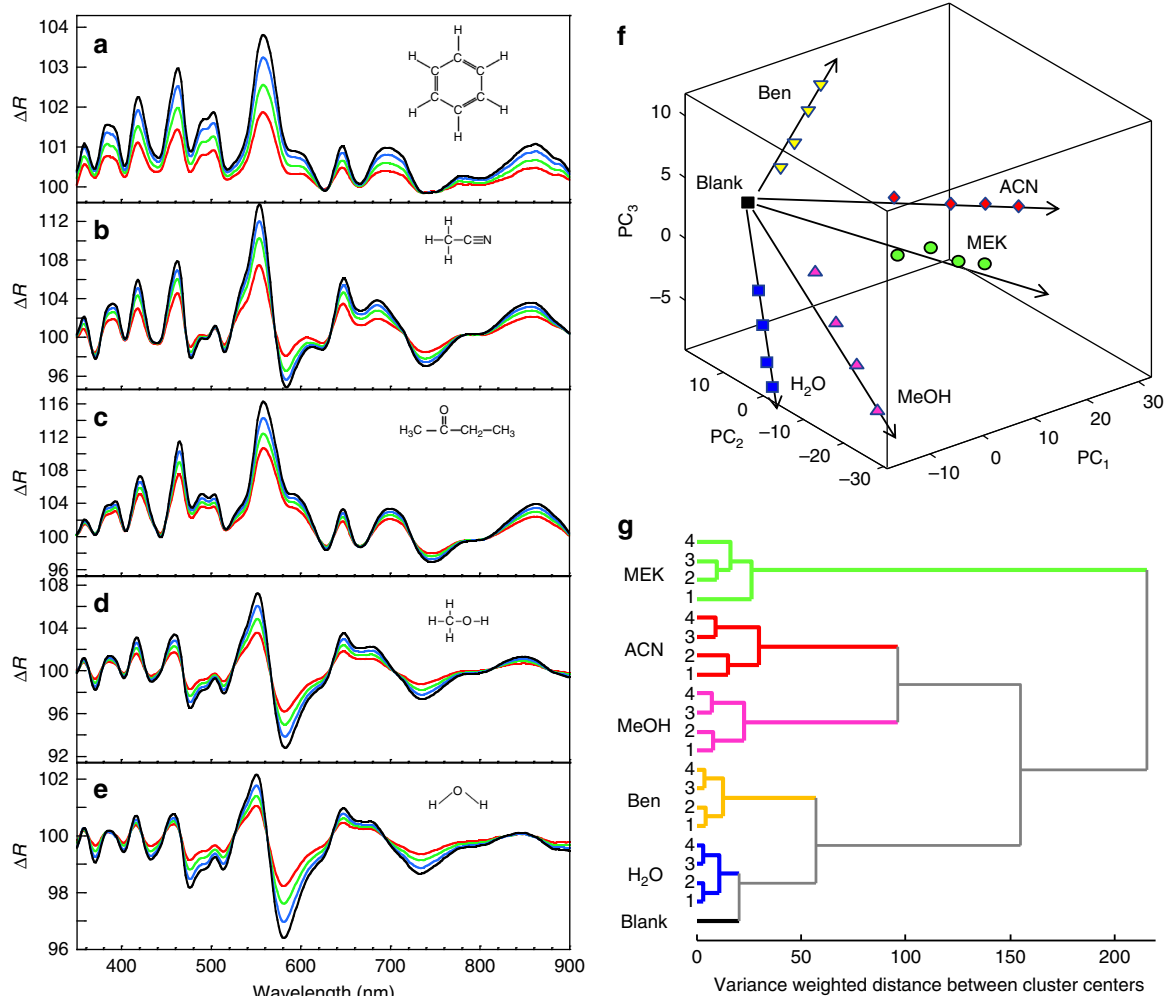 a
104
103
102
101
100
ΔR
H
H
H
C
C
C
C
C
C
H
H
H
b
112
108
104
100
96
ΔR
H
H–C–C≡N
H
c
116
112
108
104
100
96
ΔR
O
H3C–C–CH2–CH3
d
108
104
100
96
92
ΔR
H
H–C–O–H
H
e
102
100
98
96
ΔR
O
H
H
400 500 600 700 800 900
Wavelength (nm)
f
10
5
0
–5
PC3
Ben
Blank
ACN
MEK
H2O
MeOH
10
0
–10
–20
–30
PC2
–10
0
10
20
30
PC1
g
4
3
MEK
2
1
4
3
ACN
2
1
4
3
MeOH
2
1
4
3
Ben
2
1
4
3
H2O
2
1
Blank
0 50 100 150 200
Variance weighted distance between cluster centers